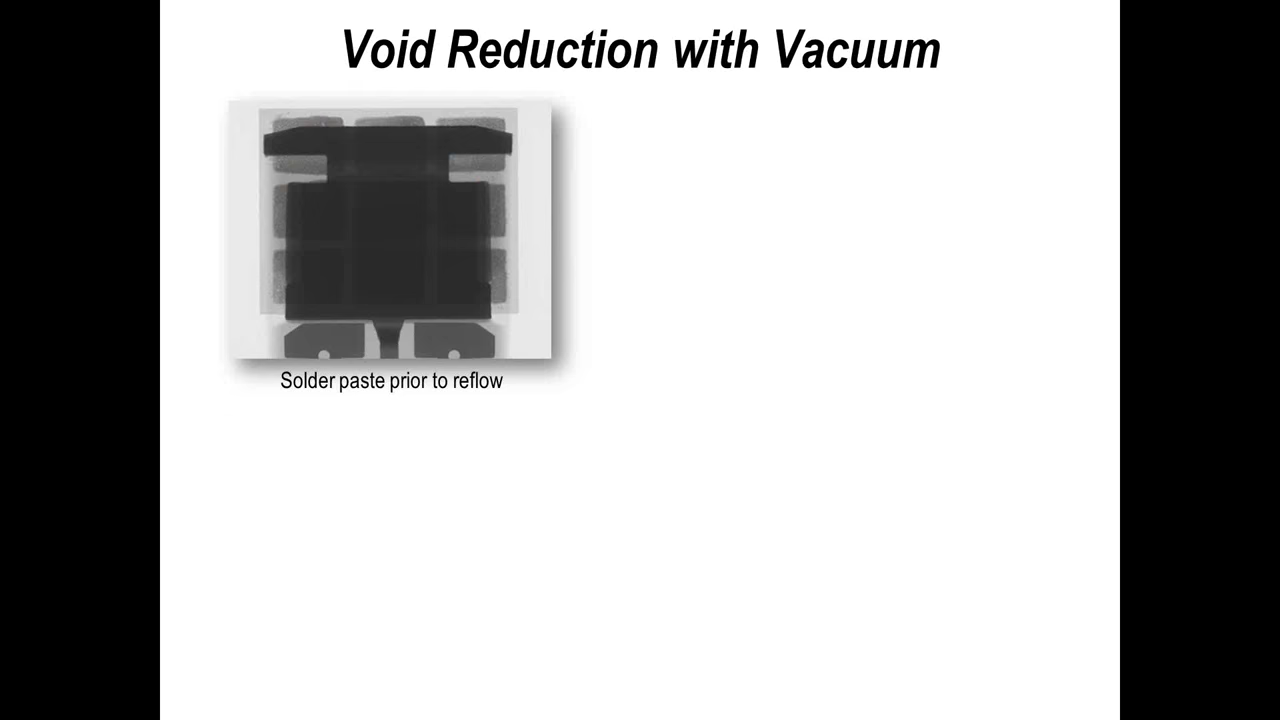 Void Reduction with Vacuum
Solder paste prior to reflow